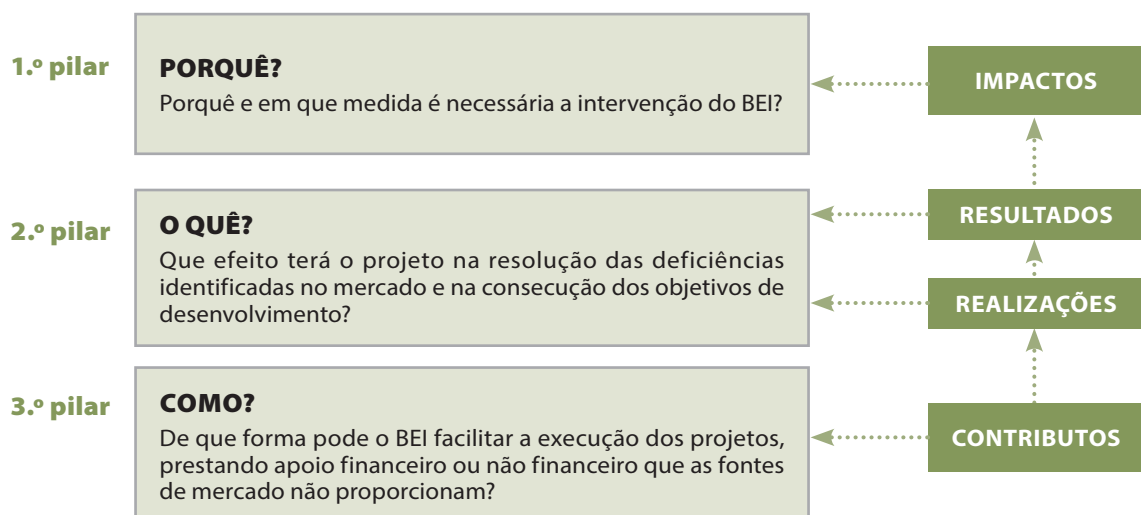 1.º pilar
PORQUÊ?
Porquê e em que medida é necessária a intervenção do BEI?
IMPACTOS
2.º pilar
O QUÊ?
Que efeito terá o projeto na resolução das deficiências
identificadas no mercado e na consecução dos objetivos de
desenvolvimento?
RESULTADOS
REALIZAÇÕES
3.º pilar
COMO?
De que forma pode o BEI facilitar a execução dos projetos,
prestando apoio financeiro ou não financeiro que as fontes
de mercado não proporcionam?
CONTRIBUTOS